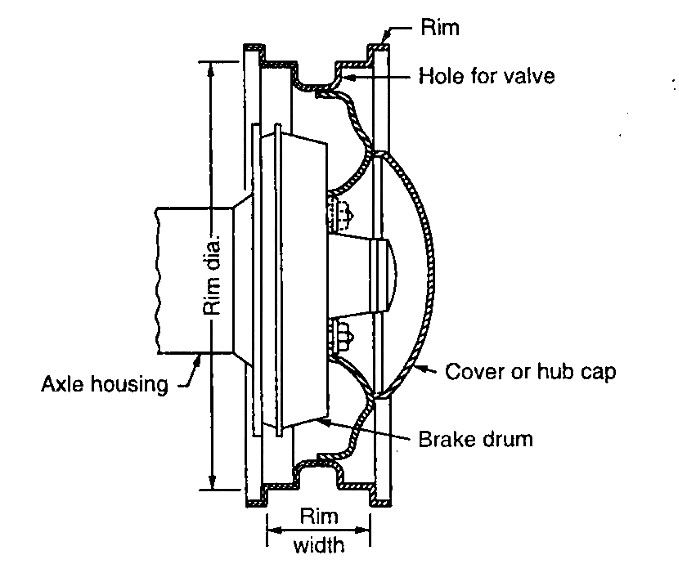 Rim
Hole for valve
Rim dia.
Axle housing
Cover or hub cap
Brake drum
Rim
width